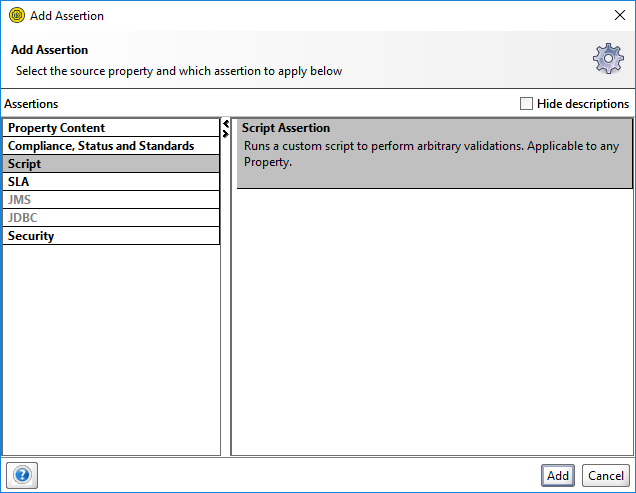 Add Assertion
Add Assertion
Select the source property and which assertion to apply below
Assertions
Hide descriptions
Property Content
Compliance, Status and Standards
Script
SLA
JMS
JDBC
Security
Script Assertion
Runs a custom script to perform arbitrary validations. Applicable to any
Property.
?
Add
Cancel